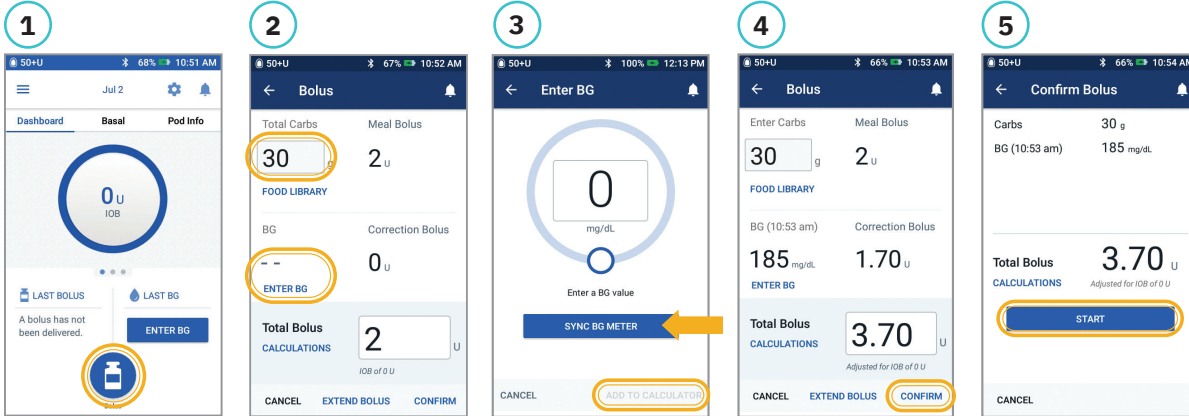 1
50+U 68% 10:51 AM
Jul 2
Dashboard Basal Pod Info
0 U
IOB
LAST BOLUS LAST BG
A bolus has not
been delivered.
ENTER BG
2
50+U 67% 10:52 AM
Bolus
Total Carbs Meal Bolus
30 g 2 U
FOOD LIBRARY
BG Correction Bolus
- - 0 U
ENTER BG
Total Bolus
CALCULATIONS
2 U
IOB of 0 U
CANCEL EXTEND BOLUS CONFIRM
3
50+U 100% 12:13 PM
Enter BG
0
mg/dL
Enter a BG value
SYNC BG METER
CANCEL ADD TO CALCULATOR
4
50+U 66% 10:53 AM
Bolus
Enter Carbs Meal Bolus
30 g 2 U
FOOD LIBRARY
BG (10:53 am) Correction Bolus
185 mg/dL 1.70 U
ENTER BG
Total Bolus
CALCULATIONS
3.70 U
Adjusted for IOB of 0 U
CANCEL EXTEND BOLUS CONFIRM
5
50+U 66% 10:54 AM
Confirm Bolus
Carbs 30 g
BG (10:53 am) 185 mg/dL
Total Bolus 3.70 U
CALCULATIONS Adjusted for IOB of 0 U
START
CANCEL